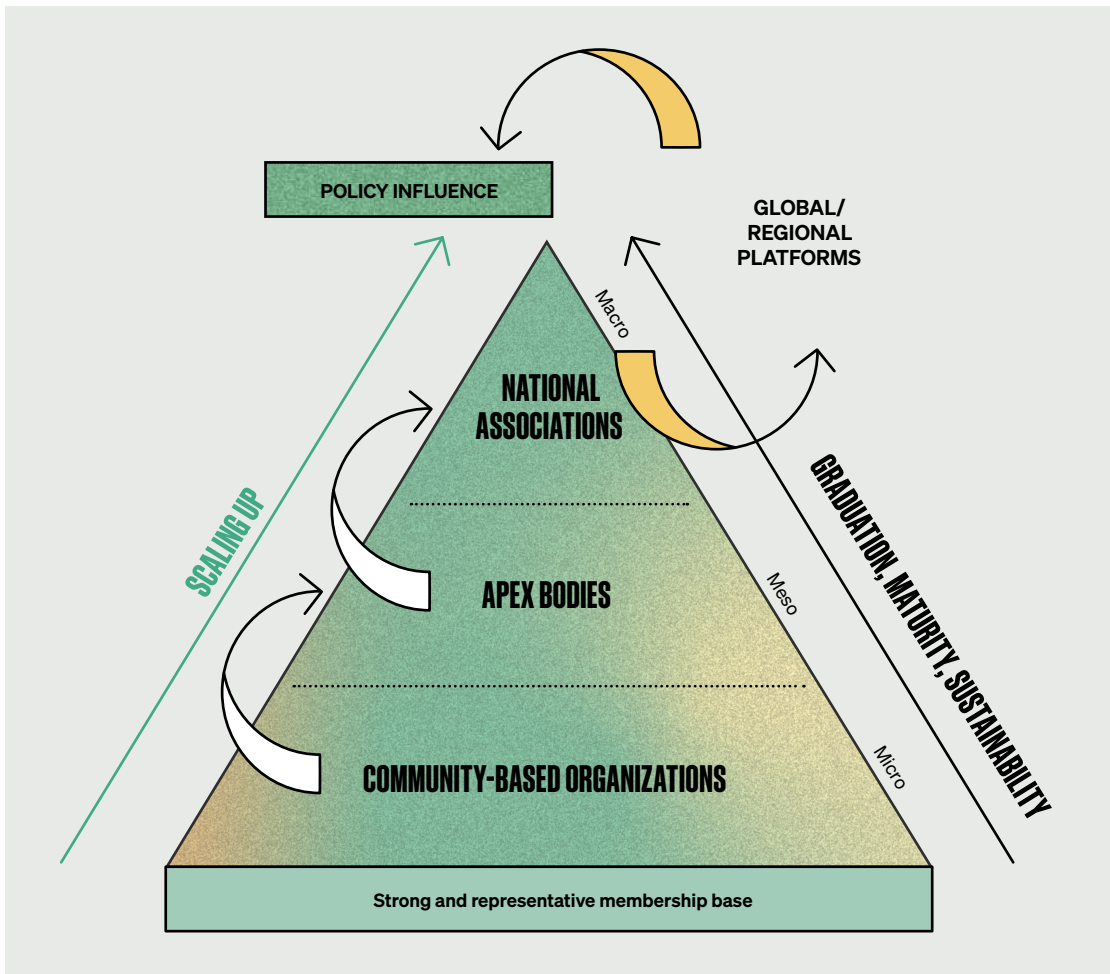 POLICY INFLUENCE
GLOBAL/
REGIONAL
PLATFORMS
Macro
NATIONAL
ASSOCIATIONS
SCALING UP
GRADUATION, MATURITY, SUSTAINABILITY
APEX BODIES
Meso
COMMUNITY-BASED ORGANIZATIONS
Micro
Strong and representative membership base